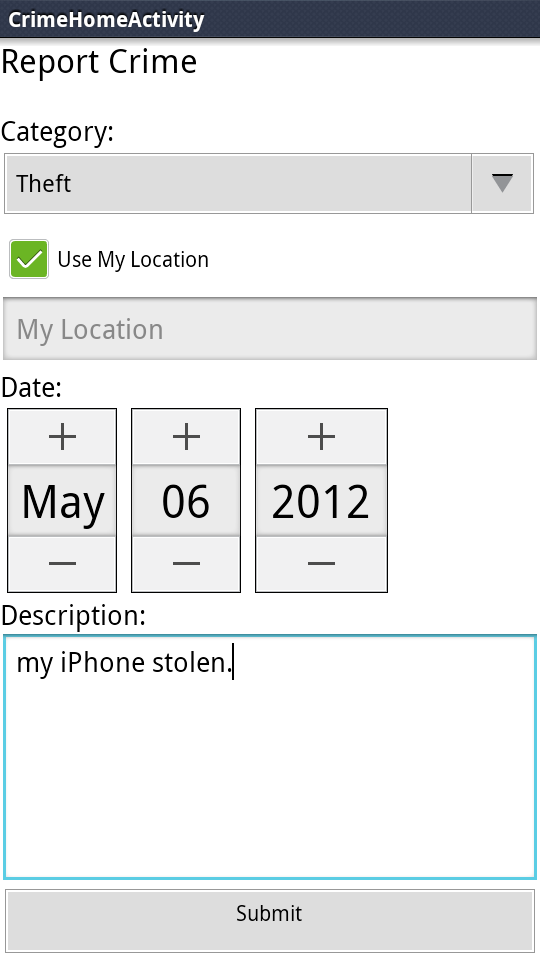 CrimeHomeActivity
Report Crime
Category:
Theft
Use My Location
My Location
Date:
+ + +
May 06 2012
− − −
Description:
my iPhone stolen.
Submit